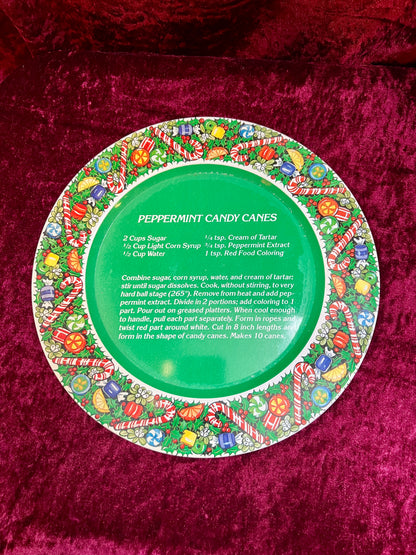 PEPPERMINT CANDY CANES
2 Cups Sugar ¼ tsp. Cream of Tartar
½ Cup Light Corn Syrup ¾ tsp. Peppermint Extract
½ Cup Water 1 tsp. Red Food Coloring
Combine sugar, corn syrup, water, and cream of tartar;
stir until sugar dissolves. Cook, without stirring, to very
hard ball stage (265°). Remove from heat and add pep-
permint extract. Divide in 2 portions; add coloring to 1
part. Pour out on greased platters. When cool enough
to handle, pull each part separately. Form in ropes and
twist red part around white. Cut in 8 inch lengths and
form in the shape of candy canes. Makes 10 canes.